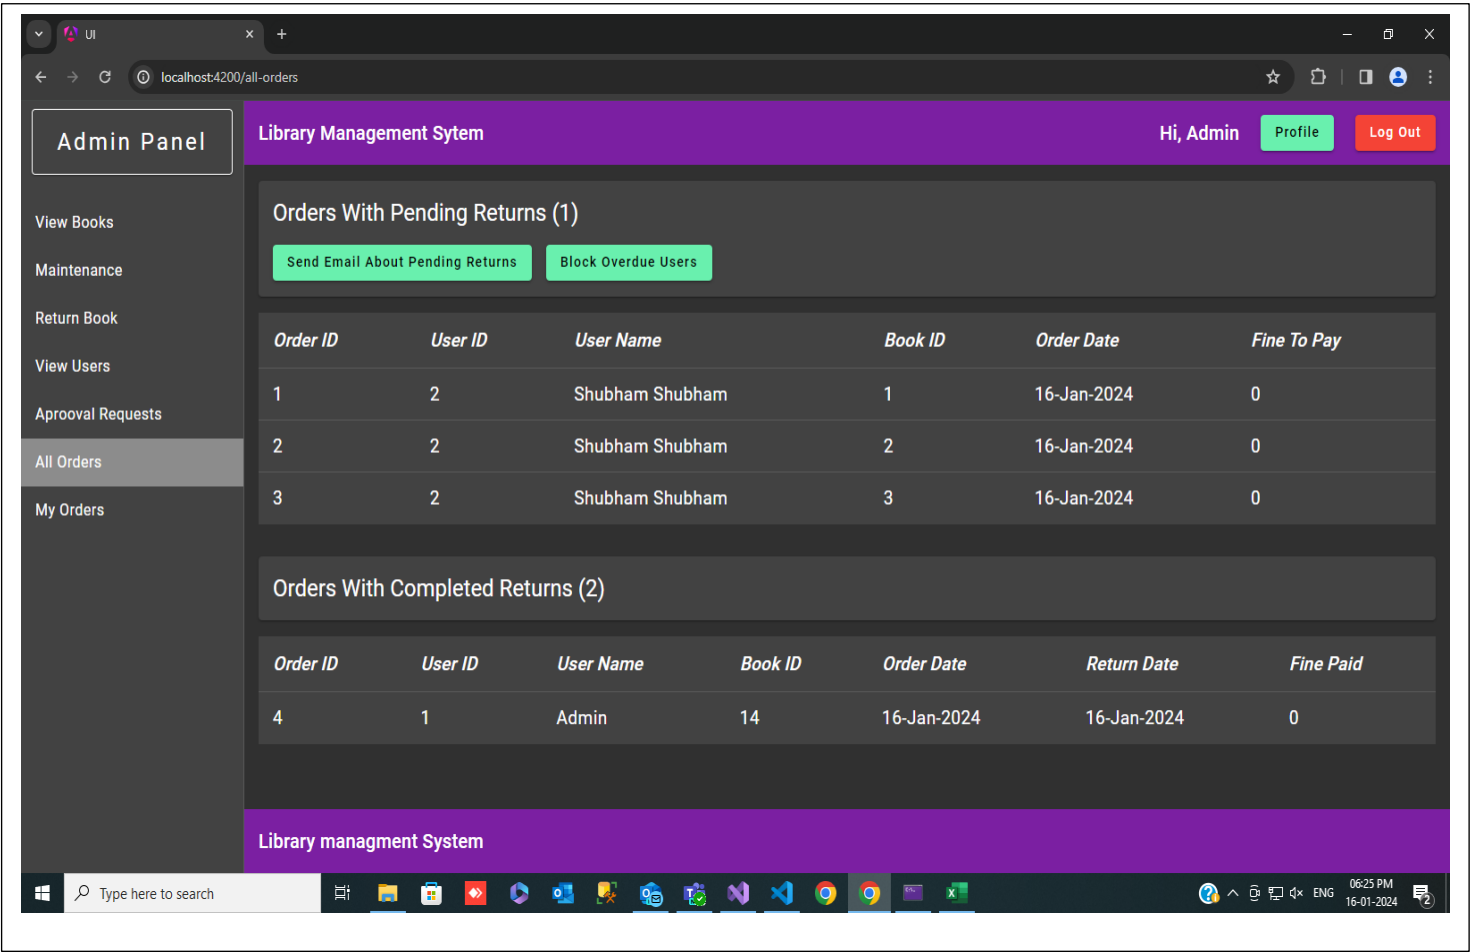 UI
localhost:4200/all-orders
Admin Panel
Library Management Sytem
Hi, Admin
Profile
Log Out
View Books
Maintenance
Return Book
View Users
Aprooval Requests
All Orders
My Orders
Orders With Pending Returns (1)
Send Email About Pending Returns
Block Overdue Users
Order ID User ID User Name Book ID Order Date Fine To Pay
1 2 Shubham Shubham 1 16-Jan-2024 0
2 2 Shubham Shubham 2 16-Jan-2024 0
3 2 Shubham Shubham 3 16-Jan-2024 0
Orders With Completed Returns (2)
Order ID User ID User Name Book ID Order Date Return Date Fine Paid
4 1 Admin 14 16-Jan-2024 16-Jan-2024 0
Library managment System
Type here to search
ENG
06:25 PM
16-01-2024
2